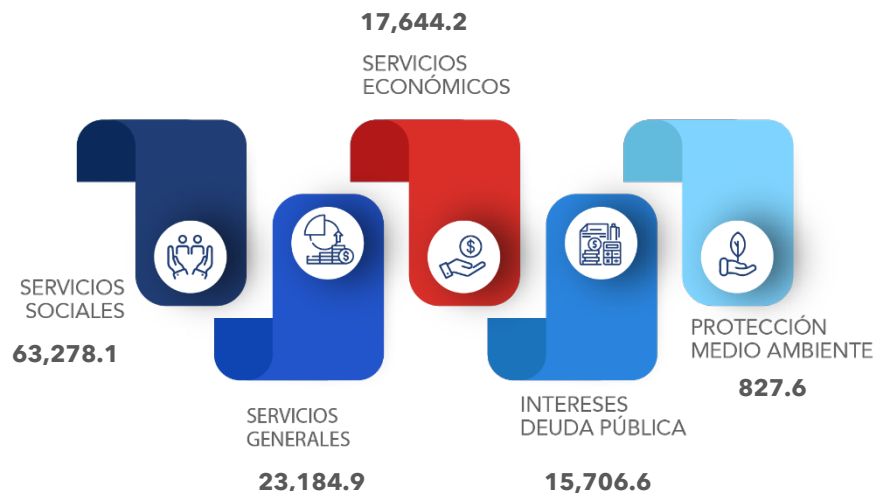 17,644.2
SERVICIOS
ECONÓMICOS
SERVICIOS
SOCIALES
63,278.1
SERVICIOS
GENERALES
23,184.9
INTERESES
DEUDA PÚBLICA
15,706.6
PROTECCIÓN
MEDIO AMBIENTE
827.6